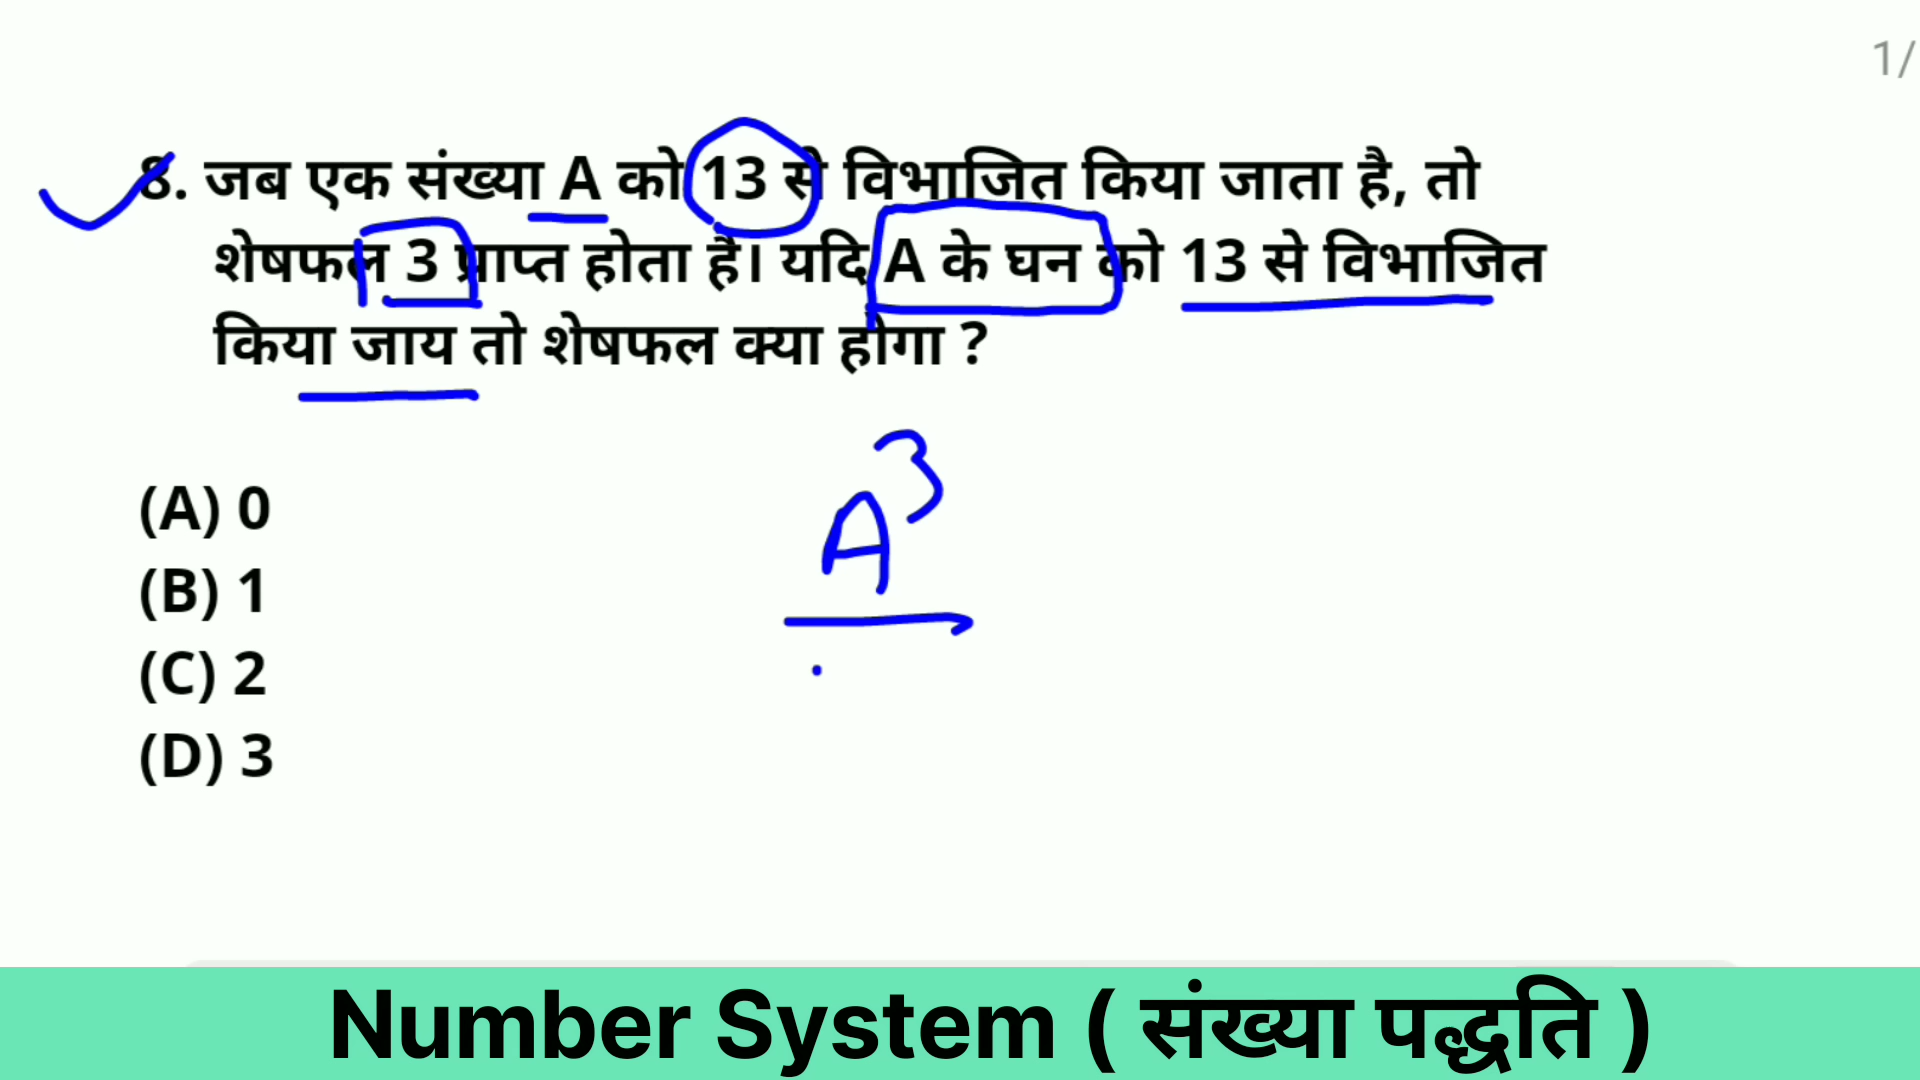 1/
8. जब एक संख्या A को 13 से विभाजित किया जाता है, तो
शेषफल 3 प्राप्त होता है। यदि A के घन को 13 से विभाजित
किया जाय तो शेषफल क्या होगा ?
A³
(A) 0
(B) 1
(C) 2
(D) 3
Number System ( संख्या पद्धति )